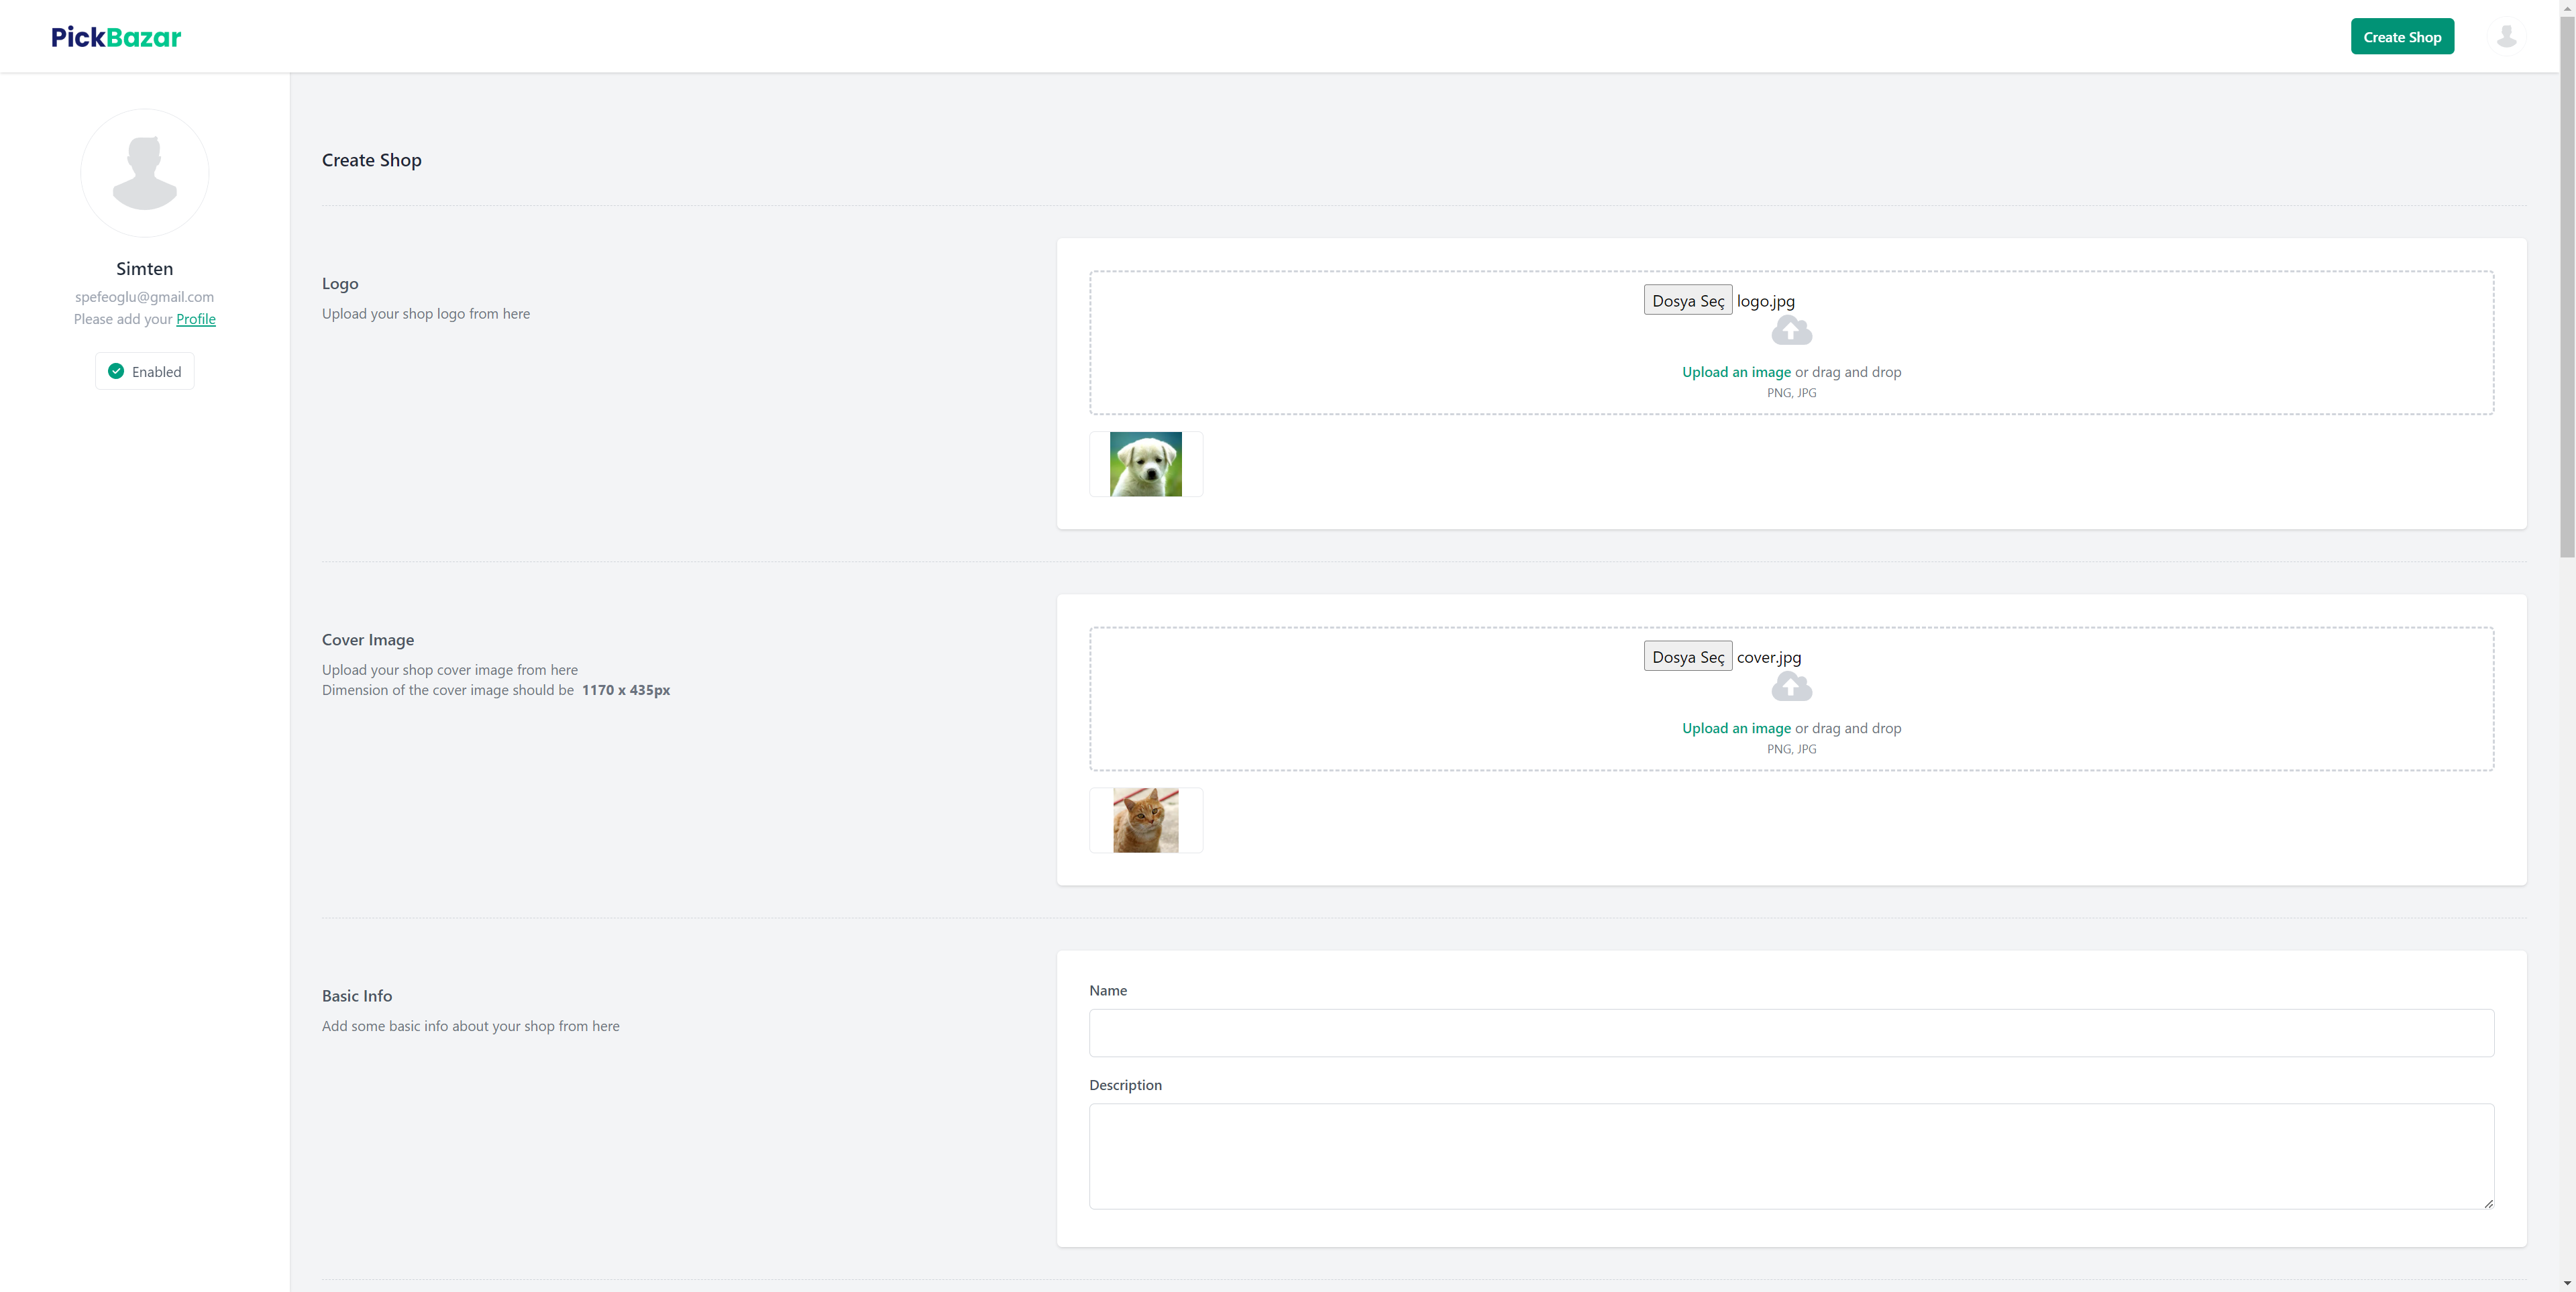 PickBazar
Create Shop
Simten
spefeoglu@gmail.com
Please add your Profile
Enabled
Create Shop
Logo
Upload your shop logo from here
Dosya Seç logo.jpg
Upload an image or drag and drop
PNG, JPG
Cover Image
Upload your shop cover image from here
Dimension of the cover image should be 1170 x 435px
Dosya Seç cover.jpg
Upload an image or drag and drop
PNG, JPG
Basic Info
Add some basic info about your shop from here
Name
Description